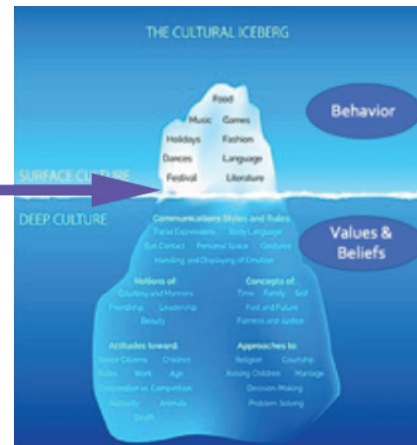 THE CULTURAL ICEBERG
Food
Music Games
Holidays Fashion
Dances Language
Festival Literature
Behavior
SURFACE CULTURE
DEEP CULTURE
Values &
Beliefs
Communications Styles and Rules:
Facial Expressions Body Language
Eye Contact Personal Space Gestures
Handling and Displaying of Emotion
Notions of:
Courtesy and Manners
Friendship Leadership
Beauty
Concepts of:
Time Family Self
Past and Future
Fairness and Justice
Attitudes toward:
Children
Work Age
Cooperation vs. Competition
Authority Animals
Death
Approaches to:
Religion Courtship
Raising Children Marriage
Decision-Making
Problem Solving